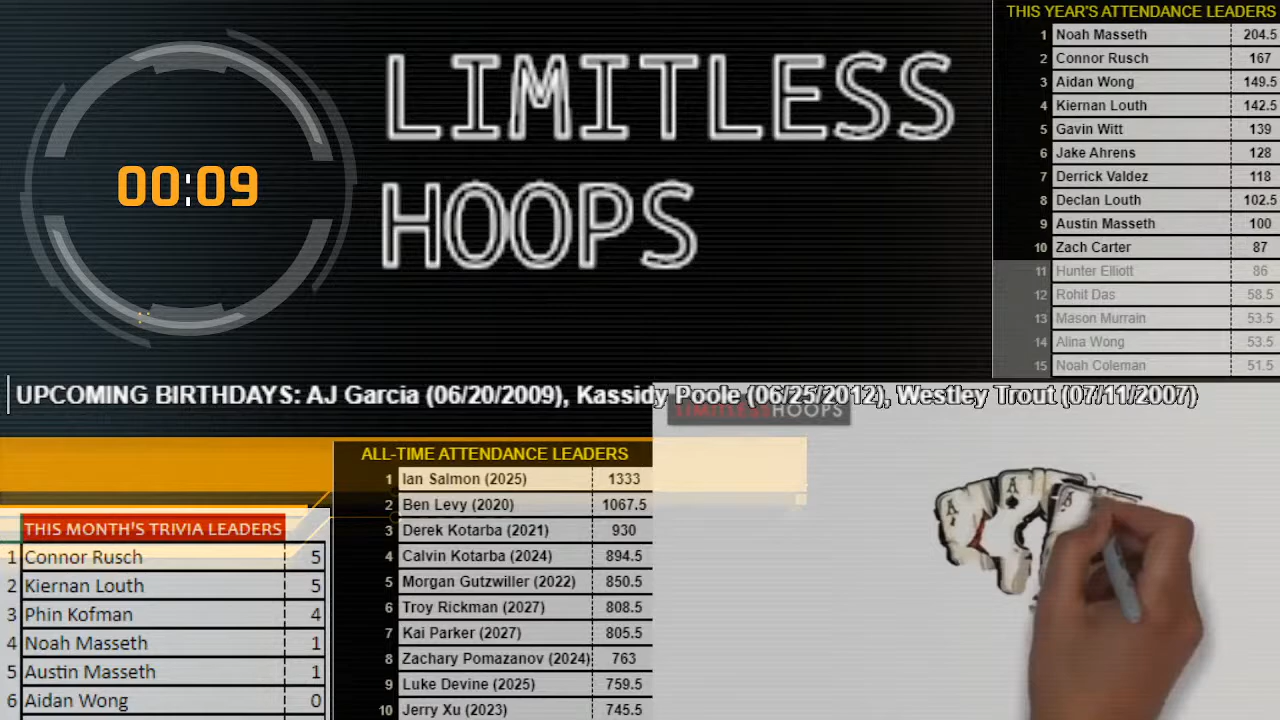 LIMITLESS
HOOPS
00:09
THIS YEAR'S ATTENDANCE LEADERS
1 Noah Masseth 204.5
2 Connor Rusch 167
3 Aidan Wong 149.5
4 Kiernan Louth 142.5
5 Gavin Witt 139
6 Jake Ahrens 128
7 Derrick Valdez 118
8 Declan Louth 102.5
9 Austin Masseth 100
10 Zach Carter 87
11 Hunter Elliott 86
12 Rohit Das 58.5
13 Mason Murrain 53.5
14 Alina Wong 53.5
15 Noah Coleman 51.5
UPCOMING BIRTHDAYS: AJ Garcia (06/20/2009), Kassidy Poole (06/25/2012), Westley Trout (07/11/2007)
LIMITLESSHOOPS
THIS MONTH'S TRIVIA LEADERS
1 Connor Rusch 5
2 Kiernan Louth 5
3 Phin Kofman 4
4 Noah Masseth 1
5 Austin Masseth 1
6 Aidan Wong 0
ALL-TIME ATTENDANCE LEADERS
1 Ian Salmon (2025) 1333
2 Ben Levy (2020) 1067.5
3 Derek Kotarba (2021) 930
4 Calvin Kotarba (2024) 894.5
5 Morgan Gutzwiller (2022) 850.5
6 Troy Rickman (2027) 808.5
7 Kai Parker (2027) 805.5
8 Zachary Pomazanov (2024) 763
9 Luke Devine (2025) 759.5
10 Jerry Xu (2023) 745.5
A
A
A